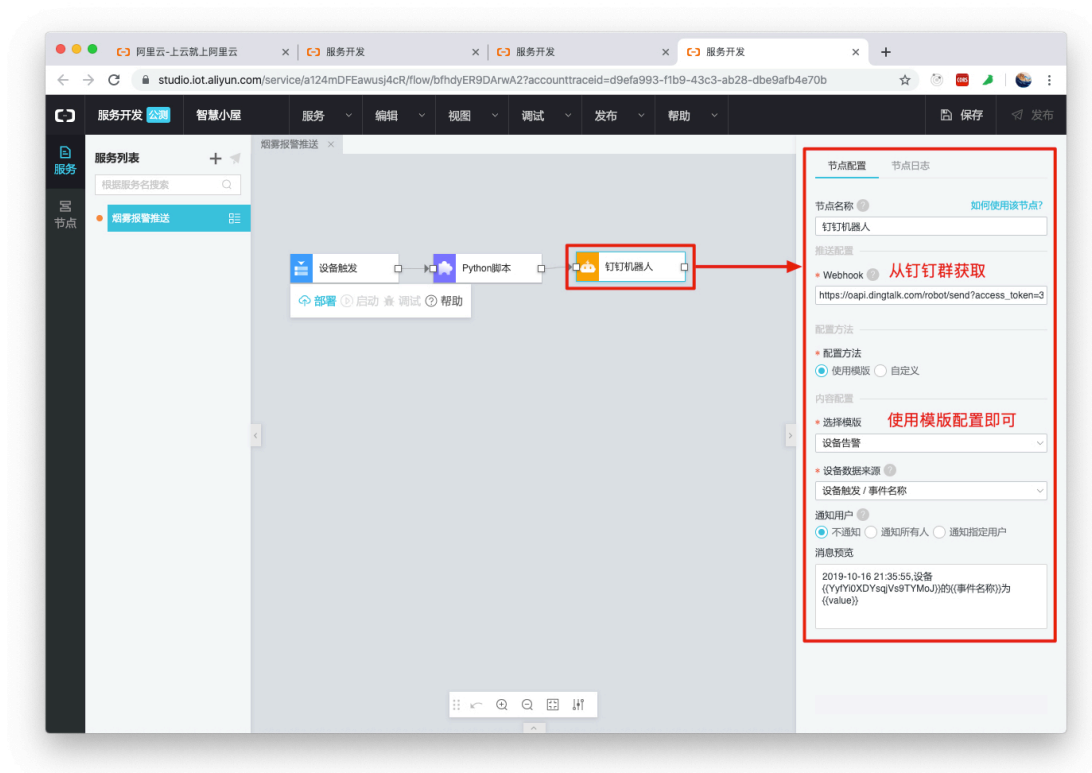 阿里云-上云就上阿里云
服务开发
服务开发
服务开发
studio.iot.aliyun.com/service/a124mDFEawusj4cR/flow/bfhdyER9DArwA2?accounttraceid=d9efa993-f1b9-43c3-ab28-dbe9afb4e70b
CORS
服务开发 公测 智慧小屋 服务 编辑 视图 调试 发布 帮助 保存 发布
服务
节点
服务列表
根据服务名搜索
烟雾报警推送
烟雾报警推送
设备触发
Python脚本
钉钉机器人
部署 启动 调试 帮助
节点配置 节点日志
节点名称 如何使用该节点?
钉钉机器人
推送配置
* Webhook 从钉钉群获取
https://oapi.dingtalk.com/robot/send?access_token=3
配置方法
* 配置方法
使用模版 自定义
内容配置
* 选择模版 使用模版配置即可
设备告警
* 设备数据来源
设备触发 / 事件名称
通知用户
不通知 通知所有人 通知指定用户
消息预览
2019-10-16 21:35:55,设备
{{YyfYi0XDYsqjVs9TYMoJ}}的{{事件名称}}为
{{value}}